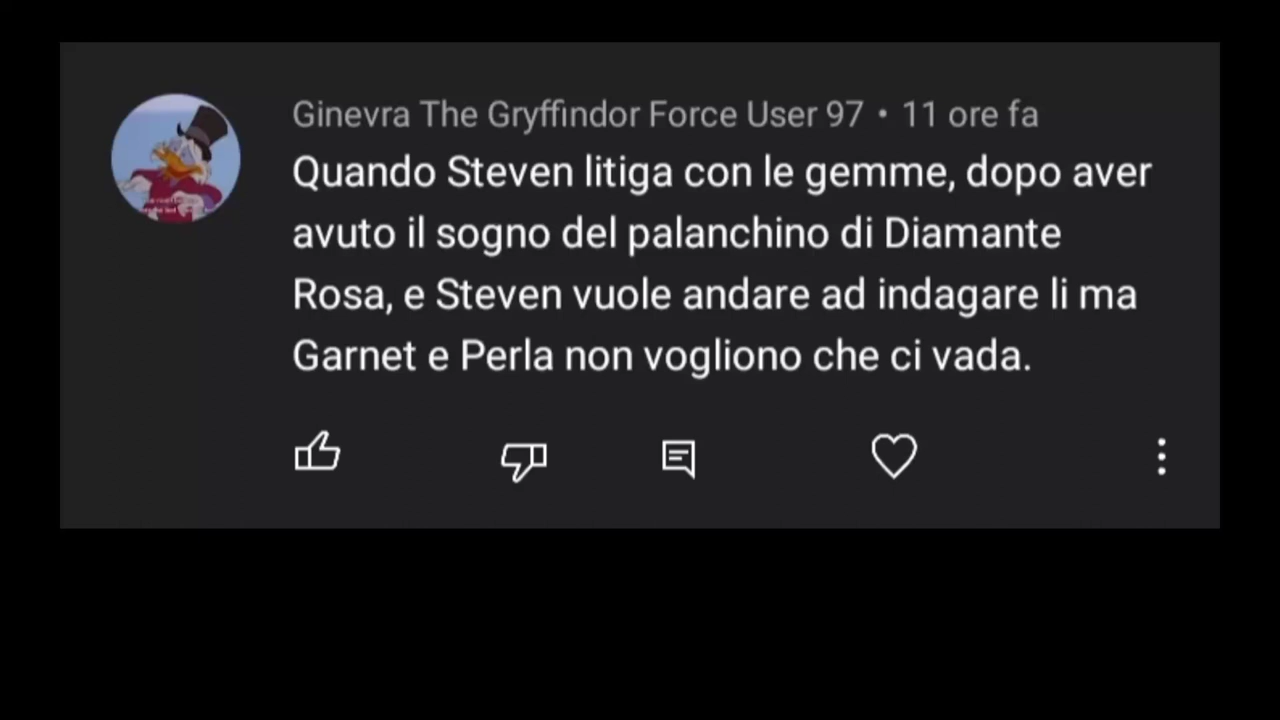 Ginevra The Gryffindor Force User 97 • 11 ore fa
Quando Steven litiga con le gemme, dopo aver
avuto il sogno del palanchino di Diamante
Rosa, e Steven vuole andare ad indagare li ma
Garnet e Perla non vogliono che ci vada.